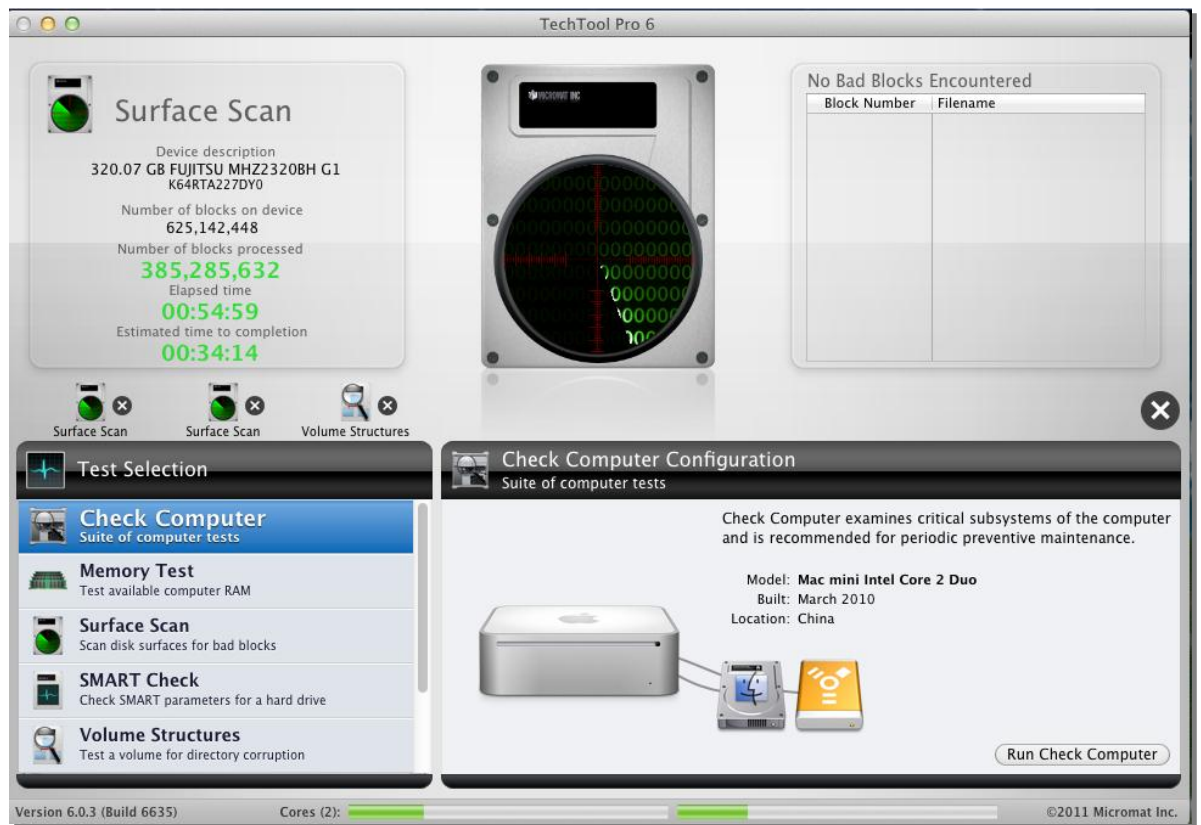 TechTool Pro 6
Surface Scan
Device description
320.07 GB FUJITSU MHZ2320BH G1
K64RTA227DY0
Number of blocks on device
625,142,448
Number of blocks processed
385,285,632
Elapsed time
00:54:59
Estimated time to completion
00:34:14
MICROMAT INC
No Bad Blocks Encountered
Block Number Filename
Surface Scan Surface Scan Volume Structures
Test Selection
Check Computer
Suite of computer tests
Memory Test
Test available computer RAM
Surface Scan
Scan disk surfaces for bad blocks
SMART Check
Check SMART parameters for a hard drive
Volume Structures
Test a volume for directory corruption
Check Computer Configuration
Suite of computer tests
Check Computer examines critical subsystems of the computer
and is recommended for periodic preventive maintenance.
Model: Mac mini Intel Core 2 Duo
Built: March 2010
Location: China
Run Check Computer
Version 6.0.3 (Build 6635) Cores (2): ©2011 Micromat Inc.